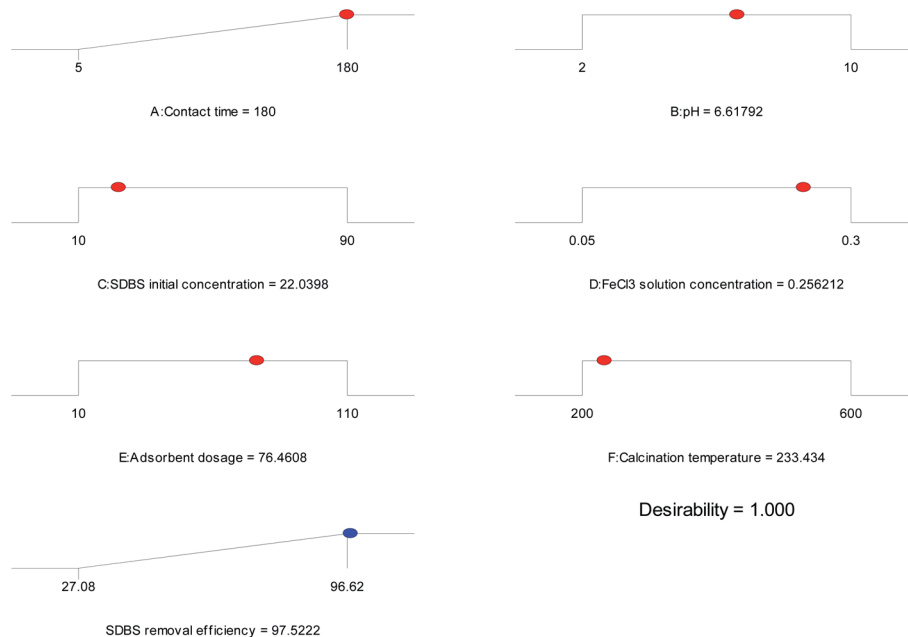 5 180
A:Contact time = 180
2 10
B:pH = 6.61792
10 90
C:SDBS initial concentration = 22.0398
0.05 0.3
D:FeCl3 solution concentration = 0.256212
10 110
E:Adsorbent dosage = 76.4608
200 600
F:Calcination temperature = 233.434
27.08 96.62
SDBS removal efficiency = 97.5222
Desirability = 1.000